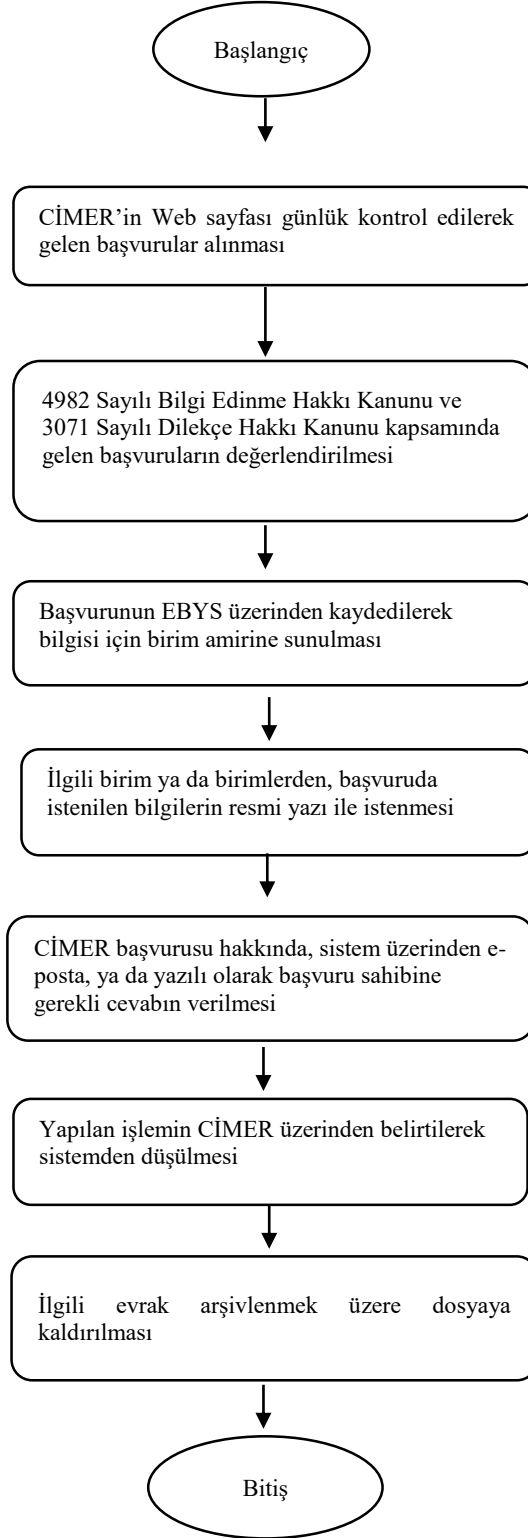 Başlangıç
CİMER’in Web sayfası günlük kontrol edilerek
gelen başvurular alınması
4982 Sayılı Bilgi Edinme Hakkı Kanunu ve
3071 Sayılı Dilekçe Hakkı Kanunu kapsamında
gelen başvuruların değerlendirilmesi
Başvurunun EBYS üzerinden kaydedilerek
bilgisi için birim amirine sunulması
İlgili birim ya da birimlerden, başvuruda
istenilen bilgilerin resmi yazı ile istenmesi
CİMER başvurusu hakkında, sistem üzerinden e-
posta, ya da yazılı olarak başvuru sahibine
gerekli cevabın verilmesi
Yapılan işlemin CİMER üzerinden belirtilerek
sistemden düşülmesi
İlgili evrak arşivlenmek üzere dosyaya
kaldırılması
Bitiş